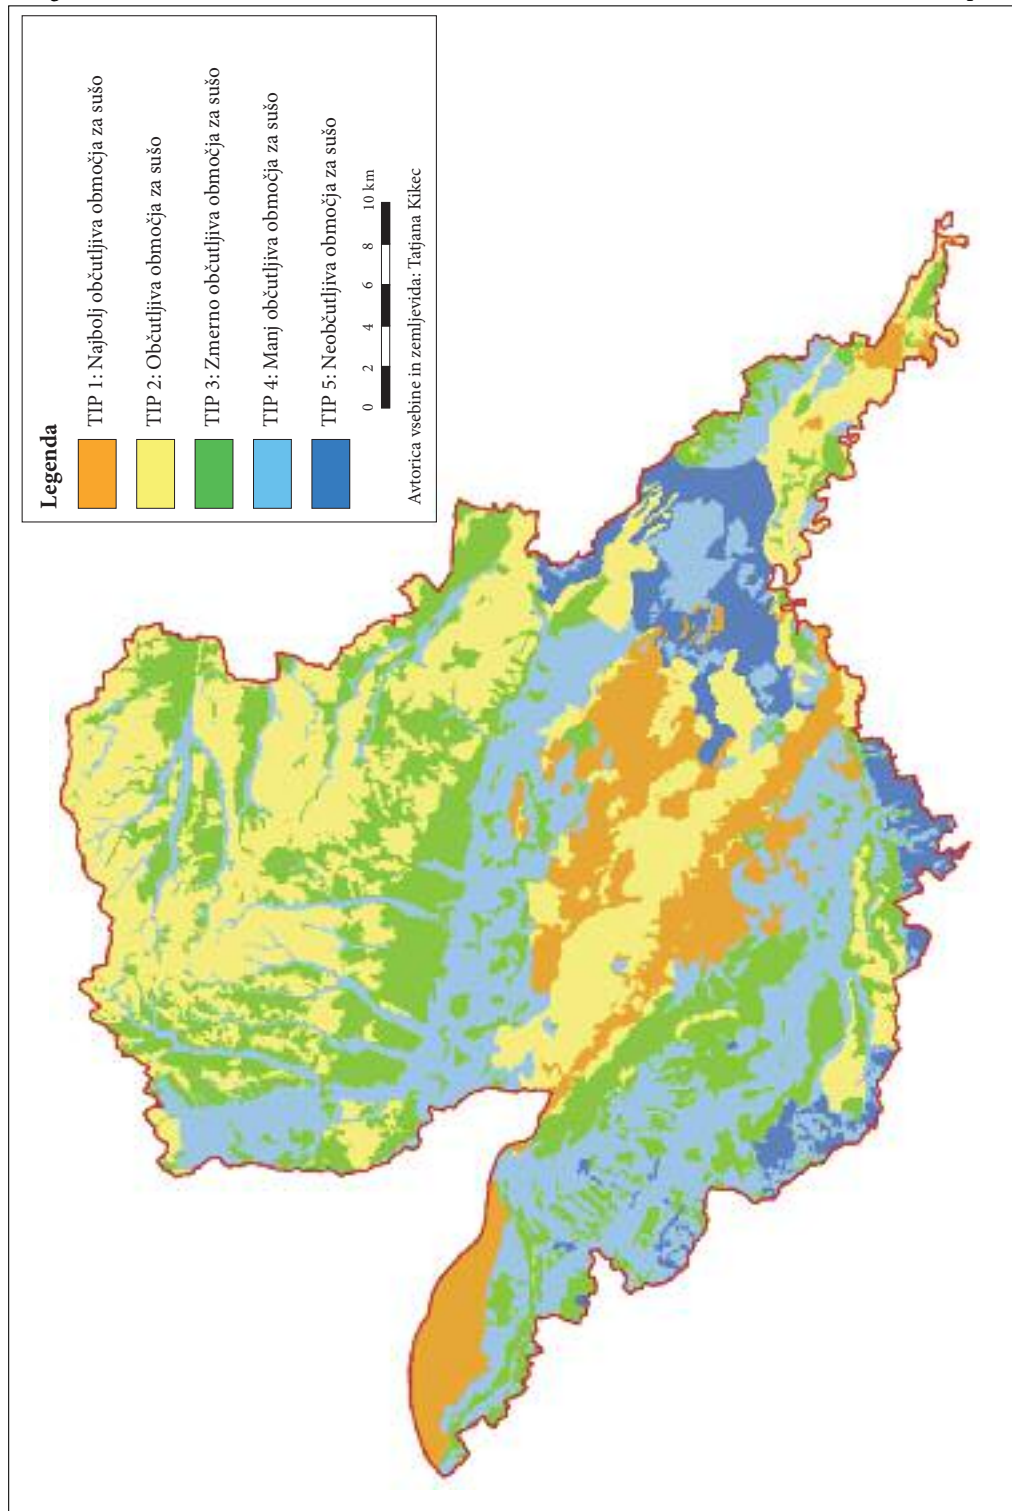 Legenda
TIP 1: Najbolj občutljiva območja za sušo
TIP 2: Občutljiva območja za sušo
TIP 3: Zmerno občutljiva območja za sušo
TIP 4: Manj občutljiva območja za sušo
TIP 5: Neobčutljiva območja za sušo
0 2 4 6 8 10 km
Avtorica vsebine in zemljevida: Tatjana Kikec